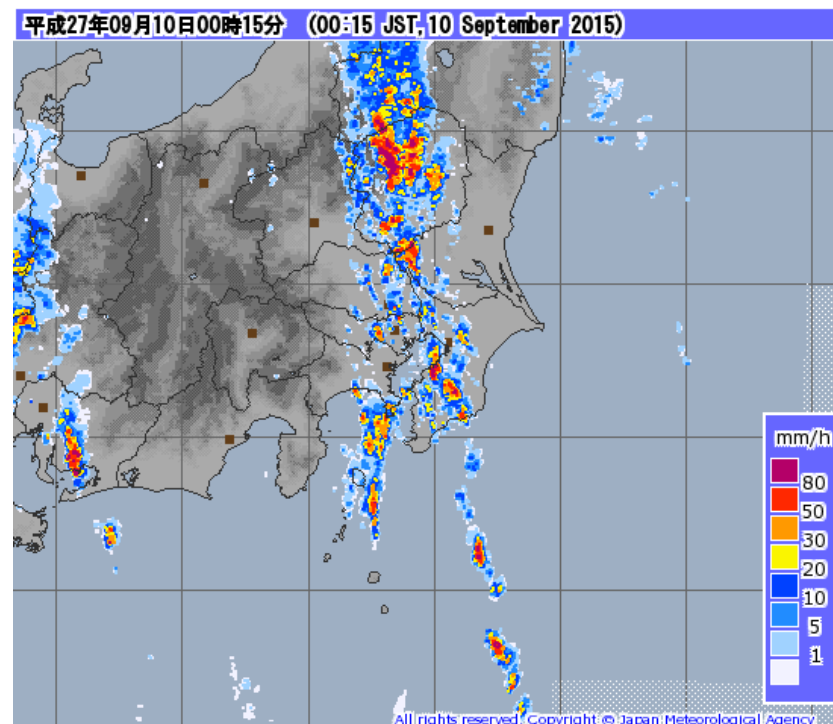 平成27年09月10日00時15分 (00:15 JST, 10 September 2015)
mm/h
80
50
30
20
10
5
1
All rights reserved. Copyright © Japan Meteorological Agency